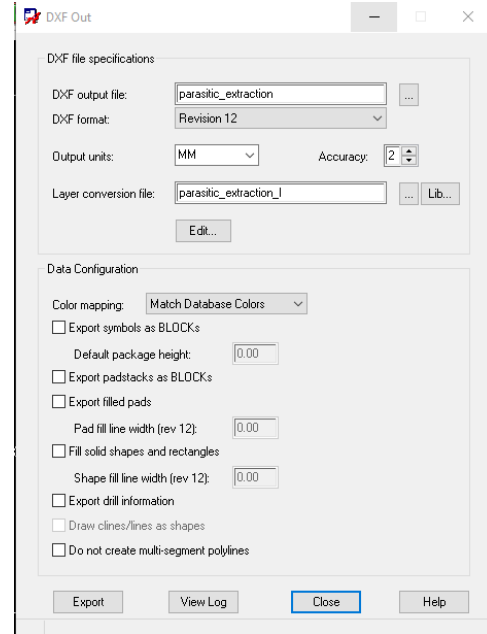 DXF Out
DXF file specifications
DXF output file: parasitic_extraction ...
DXF format: Revision 12
Output units: MM Accuracy: 2
Layer conversion file: parasitic_extraction_l ... Lib...
Edit...
Data Configuration
Color mapping: Match Database Colors
Export symbols as BLOCKs
Default package height: 0.00
Export padstacks as BLOCKs
Export filled pads
Pad fill line width (rev 12): 0.00
Fill solid shapes and rectangles
Shape fill line width (rev 12): 0.00
Export drill information
Draw clines/lines as shapes
Do not create multi-segment polylines
Export View Log Close Help